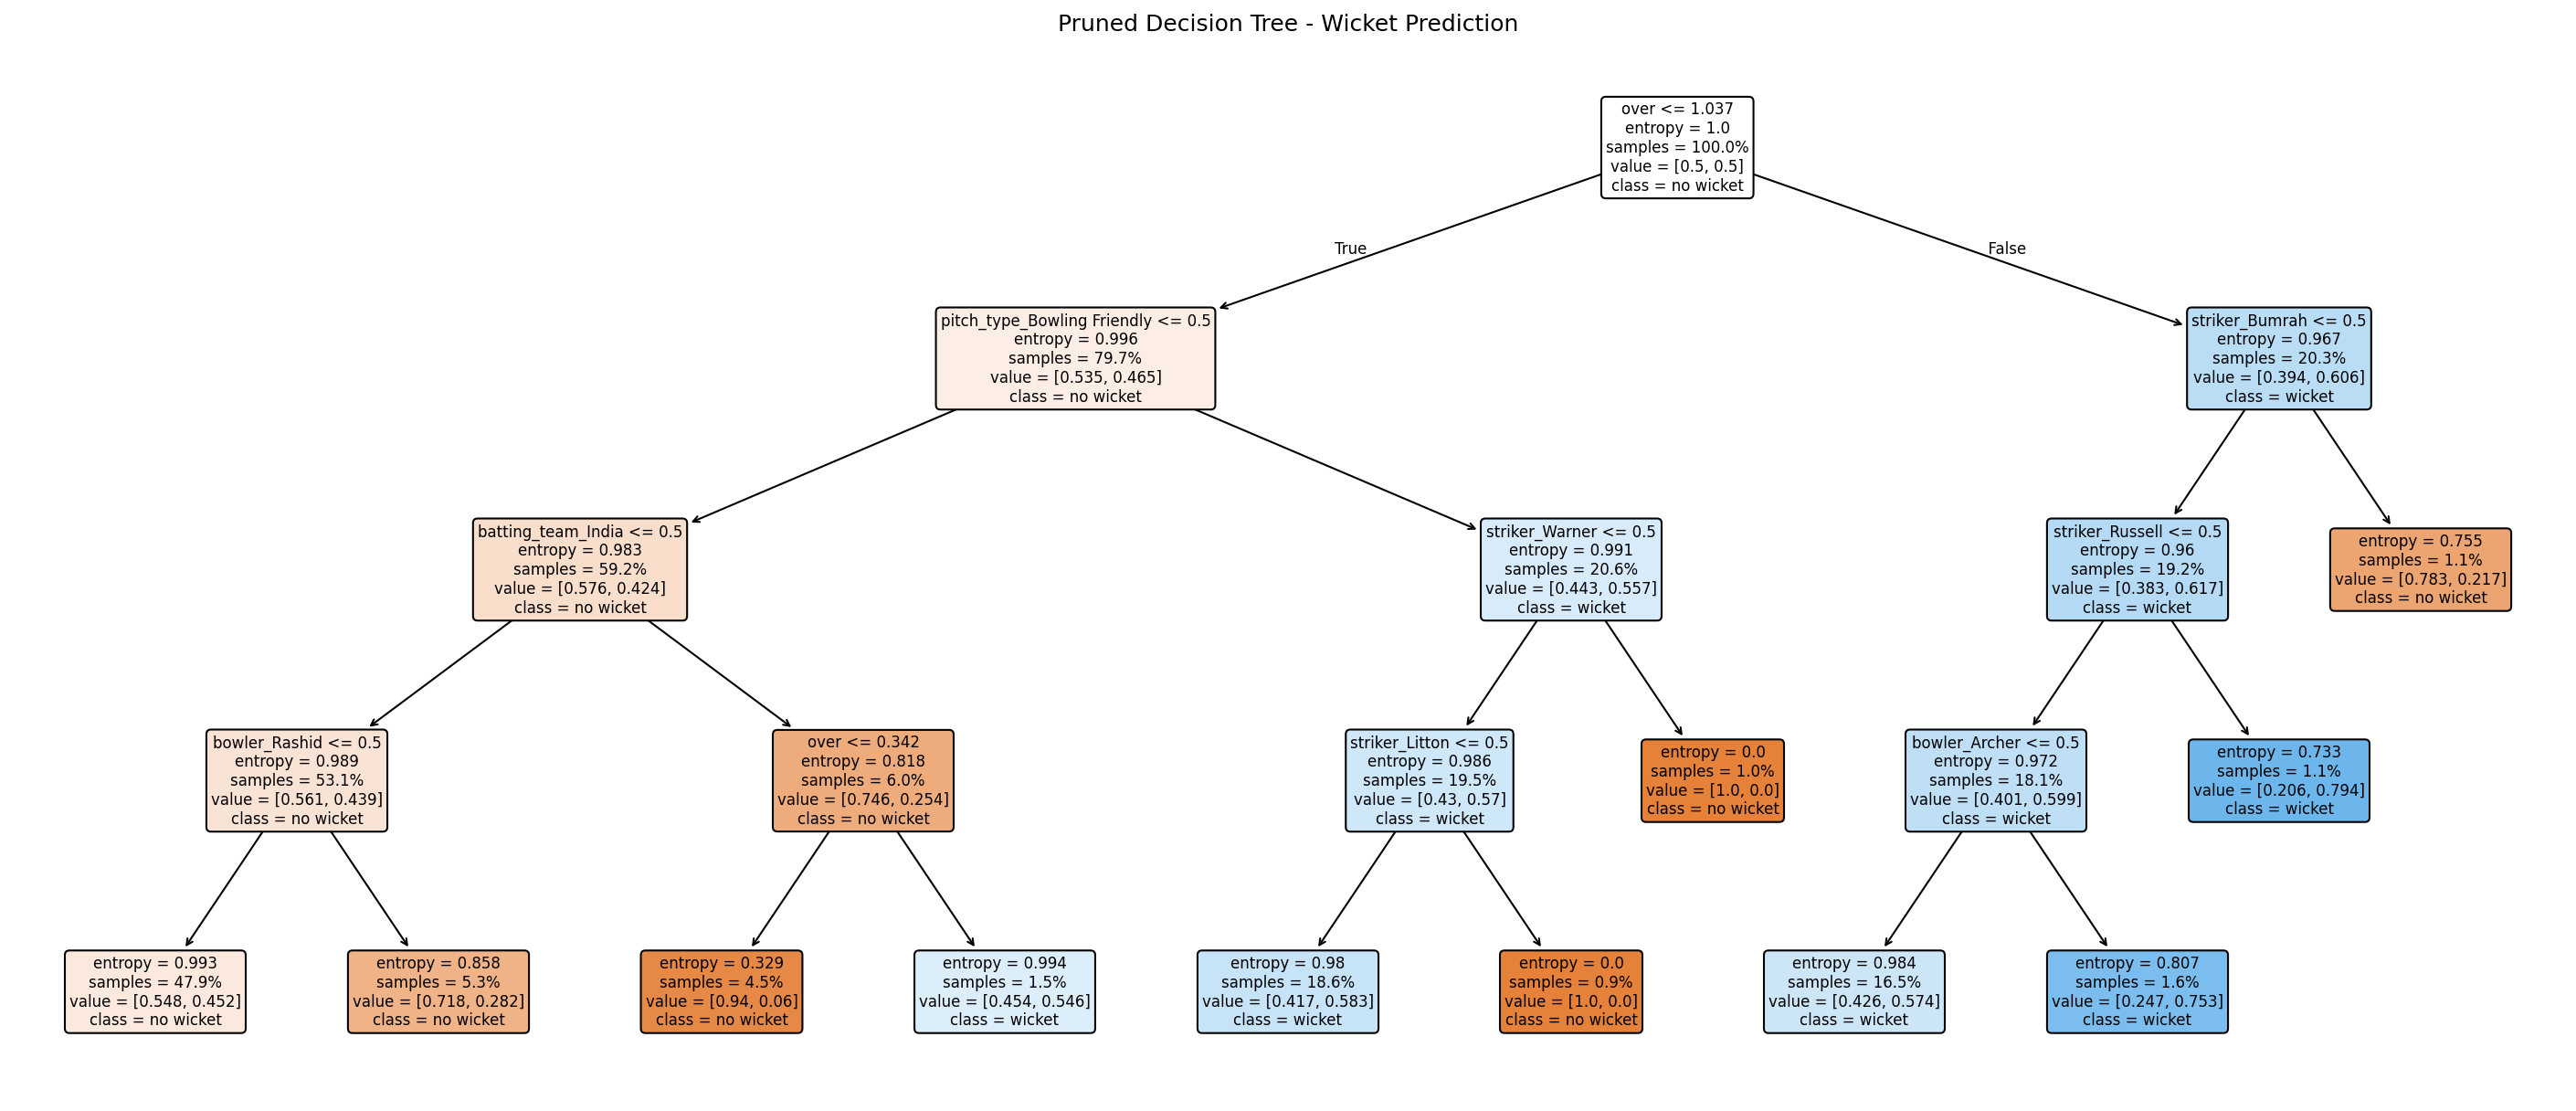 Pruned Decision Tree - Wicket Prediction
over <= 1.037
entropy = 1.0
samples = 100.0%
value = [0.5, 0.5]
class = no wicket
True
False
pitch_type_Bowling Friendly <= 0.5
entropy = 0.996
samples = 79.7%
value = [0.535, 0.465]
class = no wicket
striker_Bumrah <= 0.5
entropy = 0.967
samples = 20.3%
value = [0.394, 0.606]
class = wicket
batting_team_India <= 0.5
entropy = 0.983
samples = 59.2%
value = [0.576, 0.424]
class = no wicket
striker_Warner <= 0.5
entropy = 0.991
samples = 20.6%
value = [0.443, 0.557]
class = wicket
striker_Russell <= 0.5
entropy = 0.96
samples = 19.2%
value = [0.383, 0.617]
class = wicket
entropy = 0.755
samples = 1.1%
value = [0.783, 0.217]
class = no wicket
bowler_Rashid <= 0.5
entropy = 0.989
samples = 53.1%
value = [0.561, 0.439]
class = no wicket
over <= 0.342
entropy = 0.818
samples = 6.0%
value = [0.746, 0.254]
class = no wicket
striker_Litton <= 0.5
entropy = 0.986
samples = 19.5%
value = [0.43, 0.57]
class = wicket
entropy = 0.0
samples = 1.0%
value = [1.0, 0.0]
class = no wicket
bowler_Archer <= 0.5
entropy = 0.972
samples = 18.1%
value = [0.401, 0.599]
class = wicket
entropy = 0.733
samples = 1.1%
value = [0.206, 0.794]
class = wicket
entropy = 0.993
samples = 47.9%
value = [0.548, 0.452]
class = no wicket
entropy = 0.858
samples = 5.3%
value = [0.718, 0.282]
class = no wicket
entropy = 0.329
samples = 4.5%
value = [0.94, 0.06]
class = no wicket
entropy = 0.994
samples = 1.5%
value = [0.454, 0.546]
class = wicket
entropy = 0.98
samples = 18.6%
value = [0.417, 0.583]
class = wicket
entropy = 0.0
samples = 0.9%
value = [1.0, 0.0]
class = no wicket
entropy = 0.984
samples = 16.5%
value = [0.426, 0.574]
class = wicket
entropy = 0.807
samples = 1.6%
value = [0.247, 0.753]
class = wicket